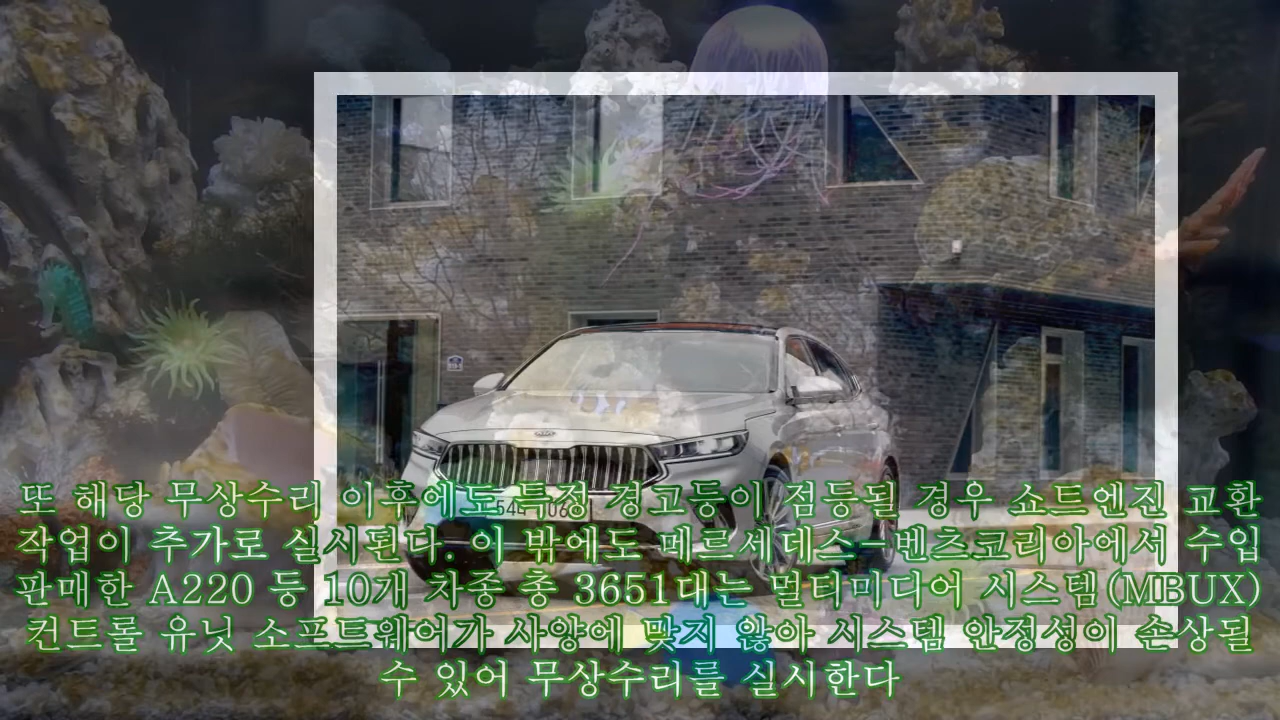 또 해당 무상수리 이후에도 특정 경고등이 점등될 경우 쇼트엔진 교환
작업이 추가로 실시된다. 이 밖에도 메르세데스-벤츠코리아에서 수입
판매한 A220 등 10개 차종 총 3651대는 멀티미디어 시스템(MBUX)
컨트롤 유닛 소프트웨어가 사양에 맞지 않아 시스템 안정성이 손상될
수 있어 무상수리를 실시한다